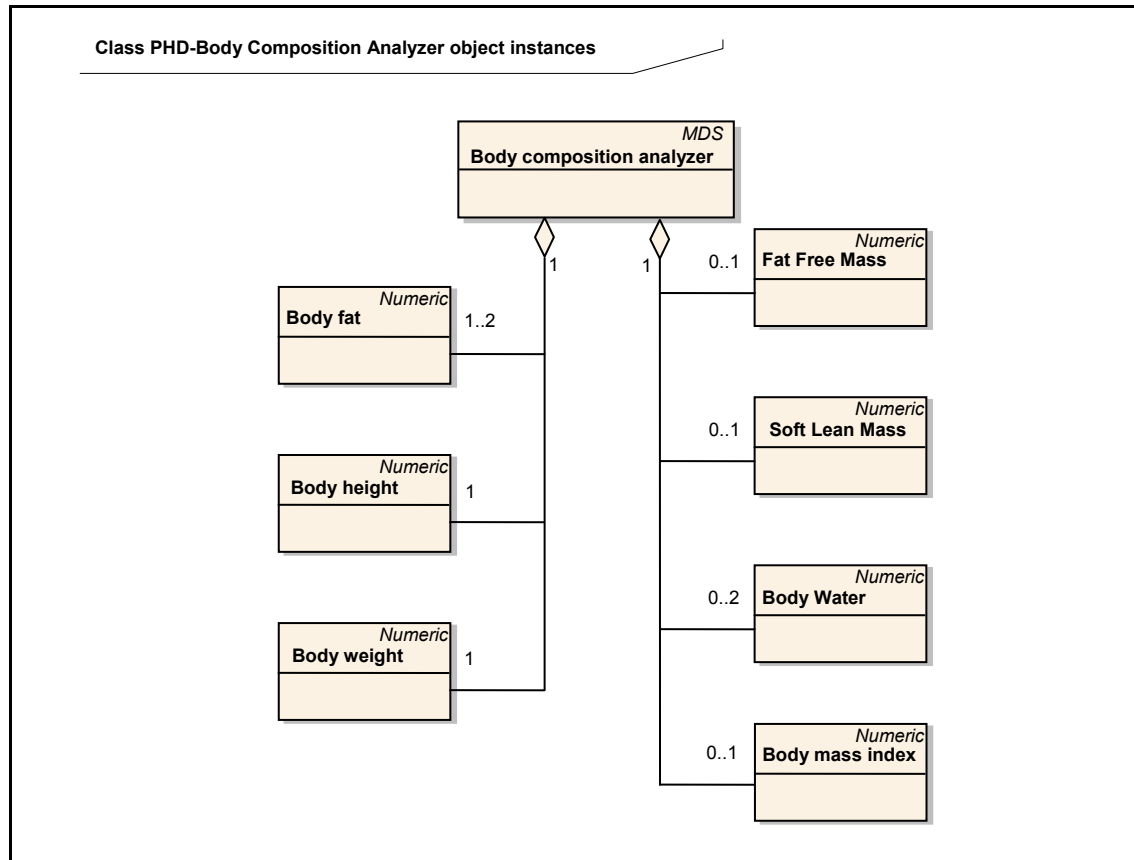 Class PHD-Body Composition Analyzer object instances
MDS
Body composition analyzer
1
1
Numeric
Body fat
1..2
Numeric
Body height
1
Numeric
Body weight
1
Numeric
Fat Free Mass
0..1
Numeric
Soft Lean Mass
0..1
Numeric
Body Water
0..2
Numeric
Body mass index
0..1